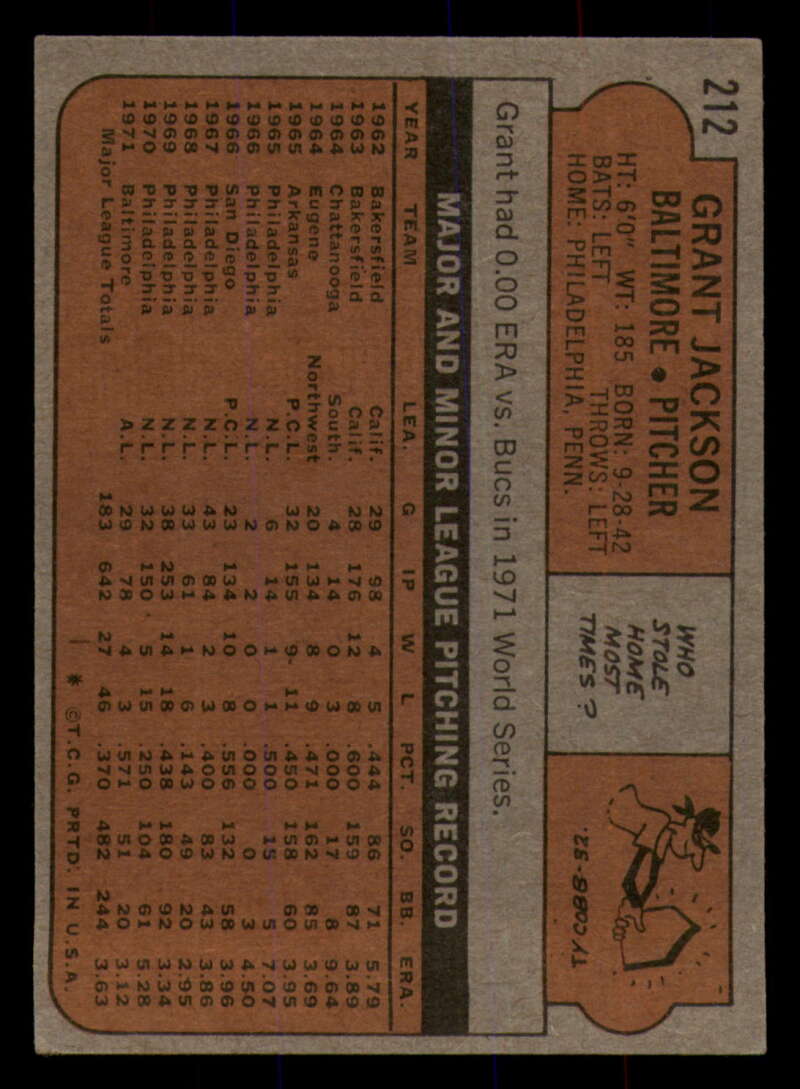 212
GRANT JACKSON
BALTIMORE • PITCHER
HT: 6'0" WT: 185 BORN: 9-28-42
BATS: LEFT THROWS: LEFT
HOME: PHILADELPHIA, PENN.
WHO
STOLE
HOME
MOST
TIMES?
TY COBB-32.
Grant had 0.00 ERA vs. Bucs in 1971 World Series.
MAJOR AND MINOR LEAGUE PITCHING RECORD
YEAR TEAM LEA. G IP W L PCT. SO. BB. ERA.
1962 Bakersfield Calif. 29 98 4 5 .444 86 71 5.79
1963 Bakersfield Calif. 28 176 12 8 .600 159 87 3.89
1964 Chattanooga South. 4 14 0 3 .000 17 8 9.64
1964 Eugene Northwest 20 134 8 9 .471 162 85 3.69
1965 Arkansas P.C.L. 32 155 9 11 .450 158 60 3.95
1965 Philadelphia N.L. 6 14 1 1 .500 15 5 7.07
1966 Philadelphia N.L. 2 2 0 0 .000 0 3 4.50
1966 San Diego P.C.L. 23 134 10 8 .556 132 58 3.96
1967 Philadelphia N.L. 43 84 2 3 .400 83 43 3.86
1968 Philadelphia N.L. 33 61 1 6 .143 49 20 2.95
1969 Philadelphia N.L. 38 253 14 18 .438 180 92 3.34
1970 Philadelphia N.L. 32 150 5 15 .250 104 61 5.28
1971 Baltimore A.L. 29 78 4 3 .571 51 20 3.12
Major League Totals 183 642 27 46 .370 482 244 3.63
* ©T.C.G. PRTD. IN U.S.A.